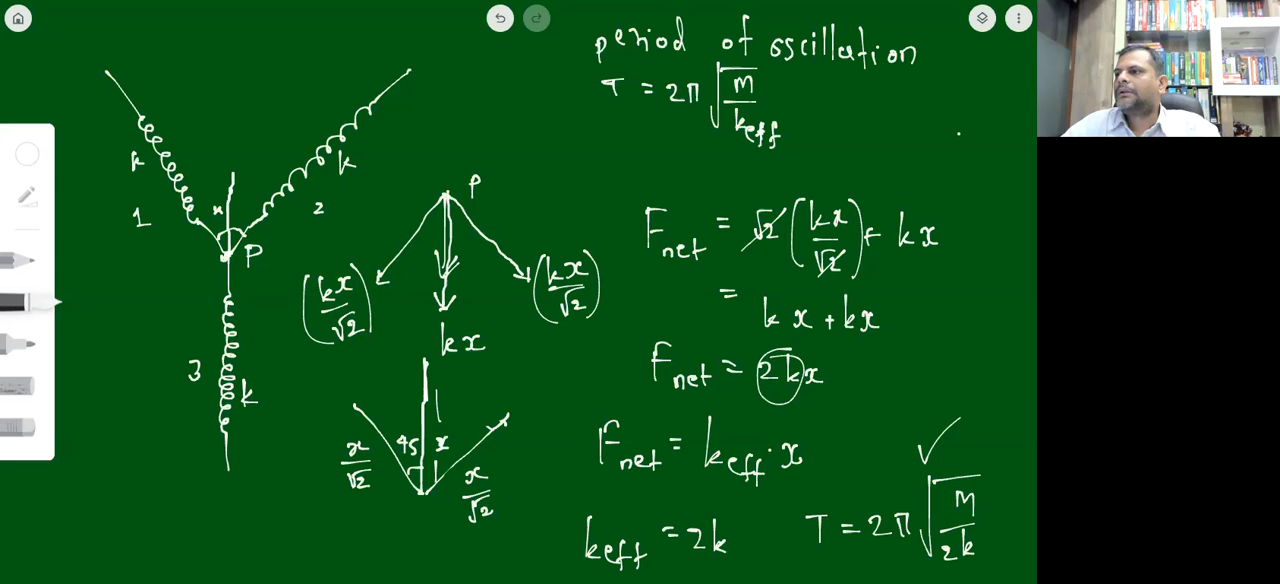 period of oscillation
T = 2π √(M/keff)
k
k
1
x
2
P
3
k
P
(kx/√2)
(kx/√2)
kx
x/√2
45
x
x/√2
Fnet = √2 (kx/√2) + kx
= kx + kx
Fnet = 2kx
Fnet = keff · x
keff = 2k
T = 2π √(M/2k)